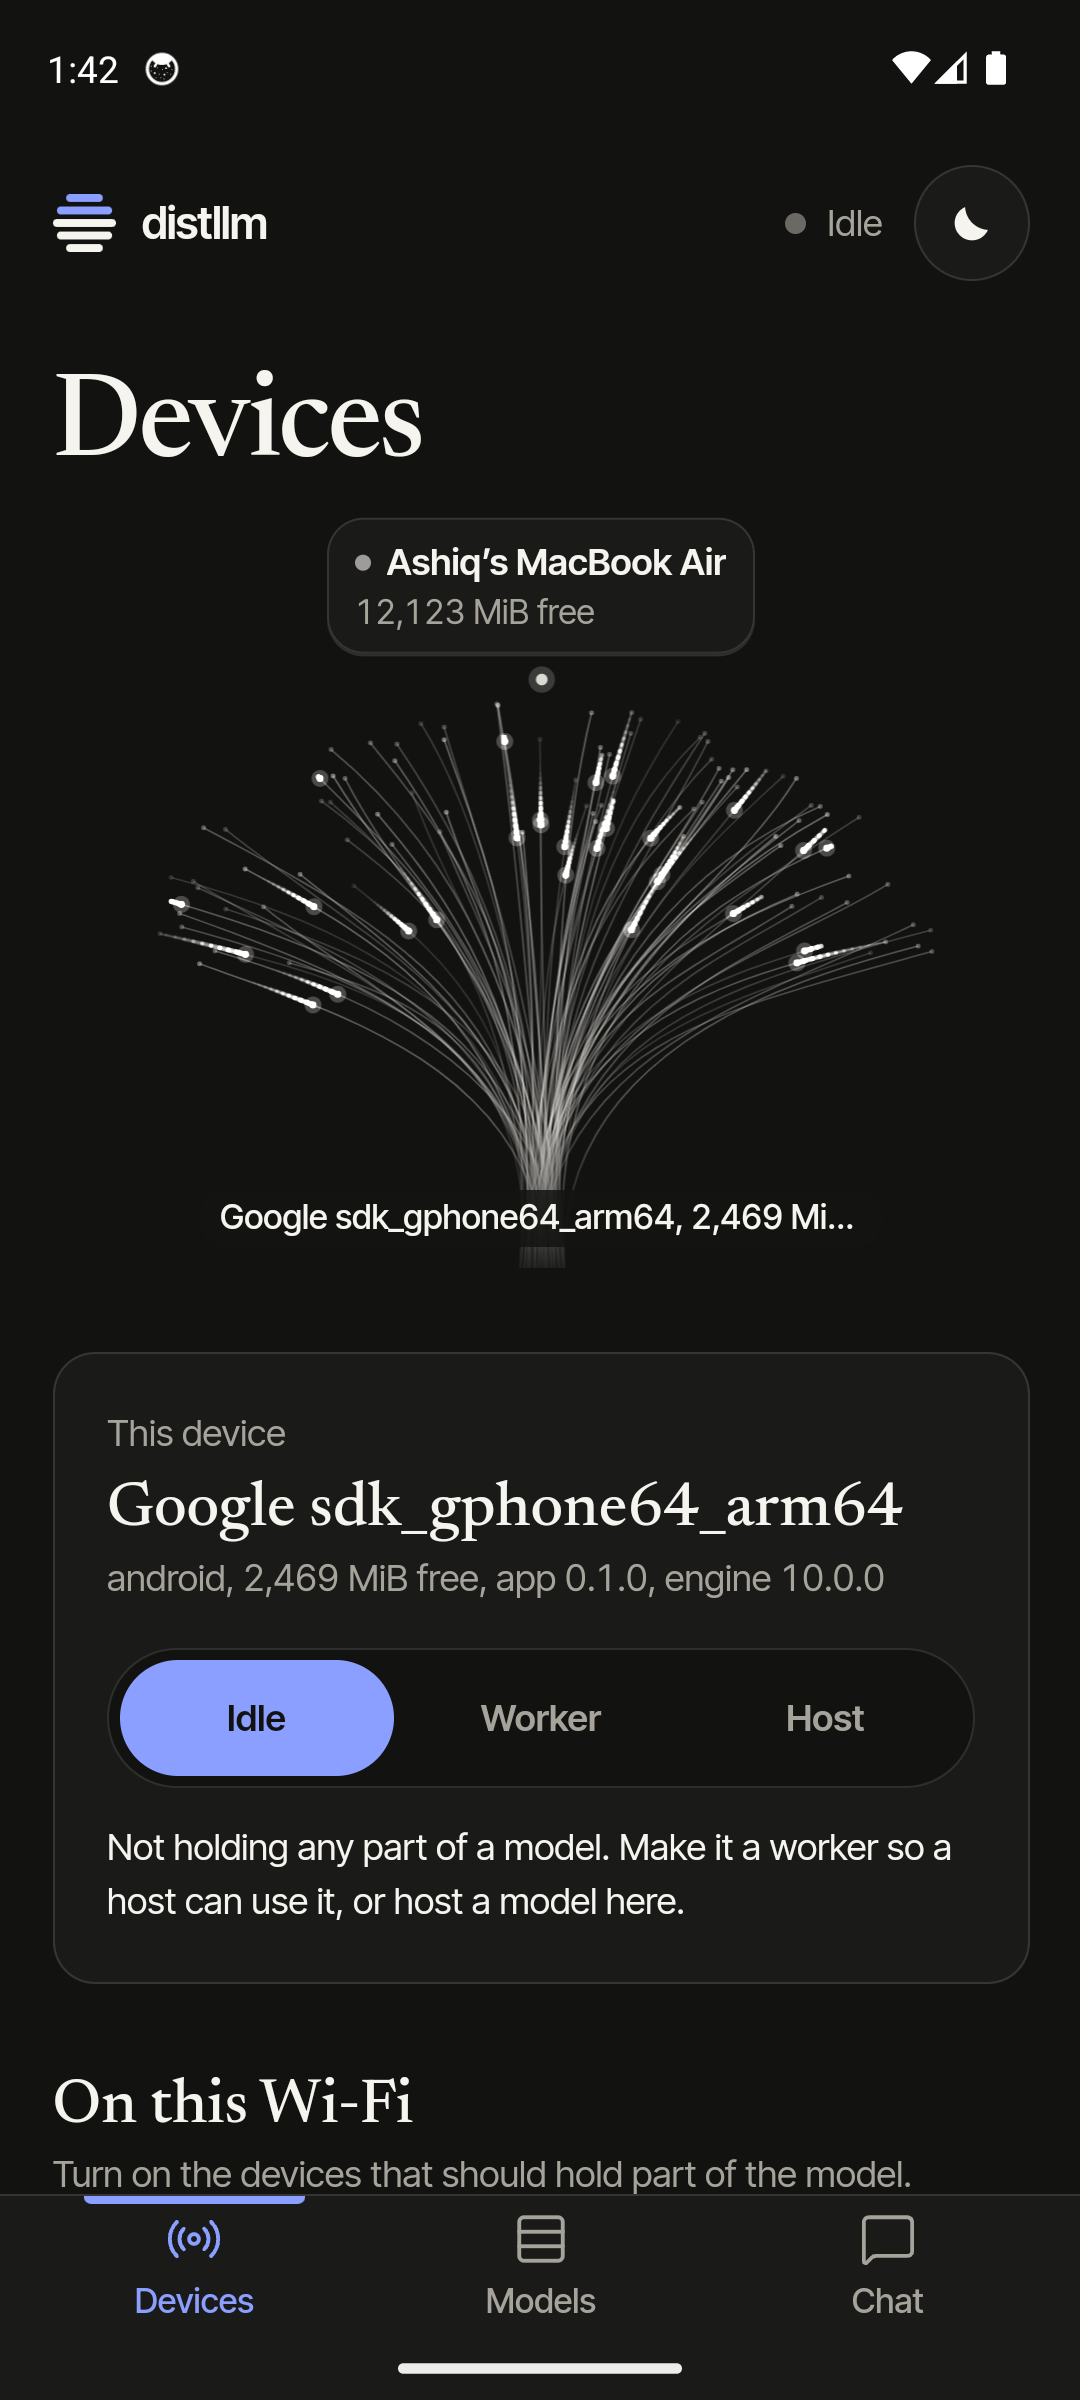 1:42
distllm
Idle
Devices
Ashiq’s MacBook Air
12,123 MiB free
Google sdk_gphone64_arm64, 2,469 Mi…
This device
Google sdk_gphone64_arm64
android, 2,469 MiB free, app 0.1.0, engine 10.0.0
Idle Worker Host
Not holding any part of a model. Make it a worker so a
host can use it, or host a model here.
On this Wi-Fi
Turn on the devices that should hold part of the model.
Devices Models Chat